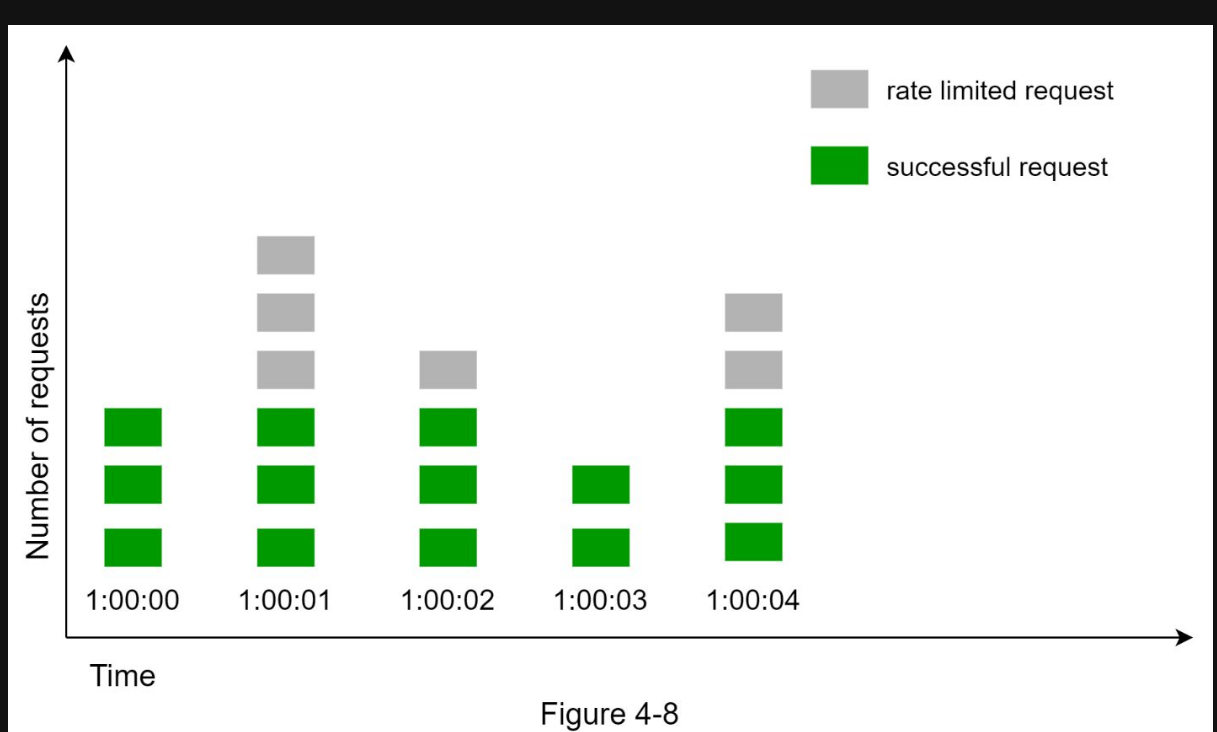 rate limited request
successful request
Number of requests
1:00:00 1:00:01 1:00:02 1:00:03 1:00:04
Time
Figure 4-8